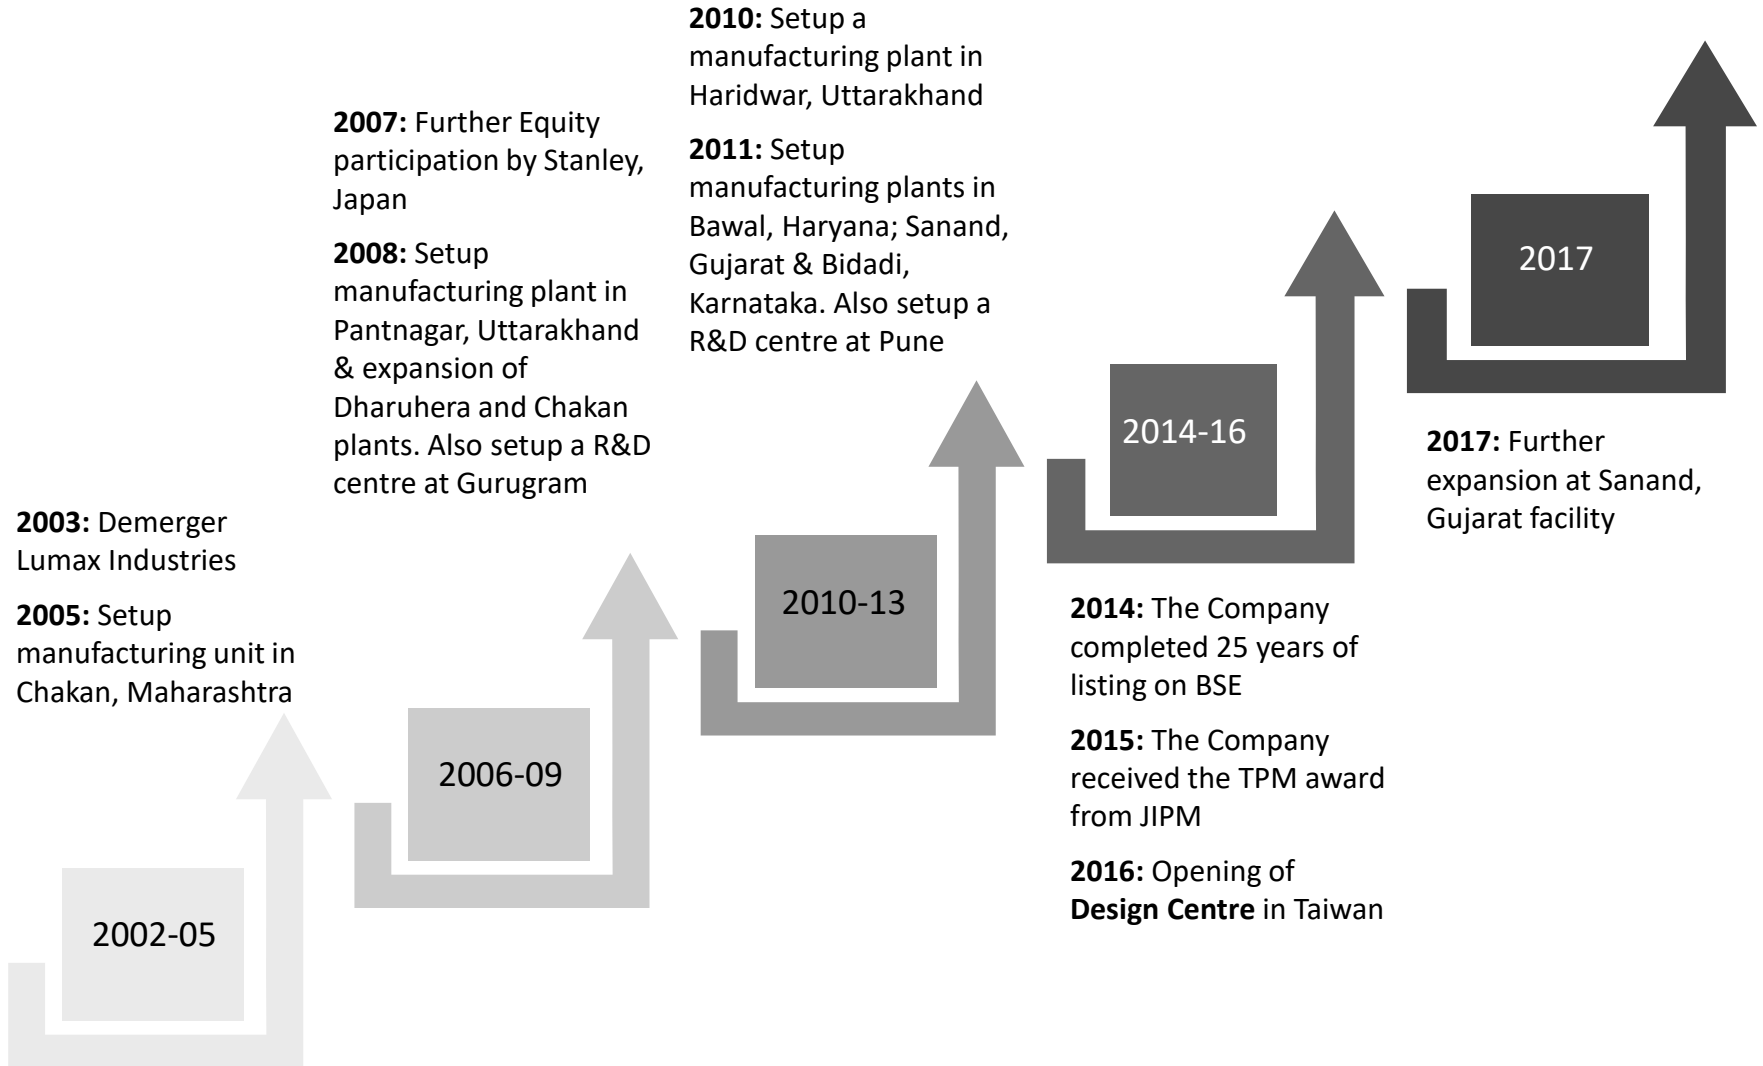 2003: Demerger
Lumax Industries
2005: Setup
manufacturing unit in
Chakan, Maharashtra
2002-05
2007: Further Equity
participation by Stanley,
Japan
2008: Setup
manufacturing plant in
Pantnagar, Uttarakhand
& expansion of
Dharuhera and Chakan
plants. Also setup a R&D
centre at Gurugram
2006-09
2010: Setup a
manufacturing plant in
Haridwar, Uttarakhand
2011: Setup
manufacturing plants in
Bawal, Haryana; Sanand,
Gujarat & Bidadi,
Karnataka. Also setup a
R&D centre at Pune
2010-13
2014-16
2014: The Company
completed 25 years of
listing on BSE
2015: The Company
received the TPM award
from JIPM
2016: Opening of
Design Centre in Taiwan
2017
2017: Further
expansion at Sanand,
Gujarat facility